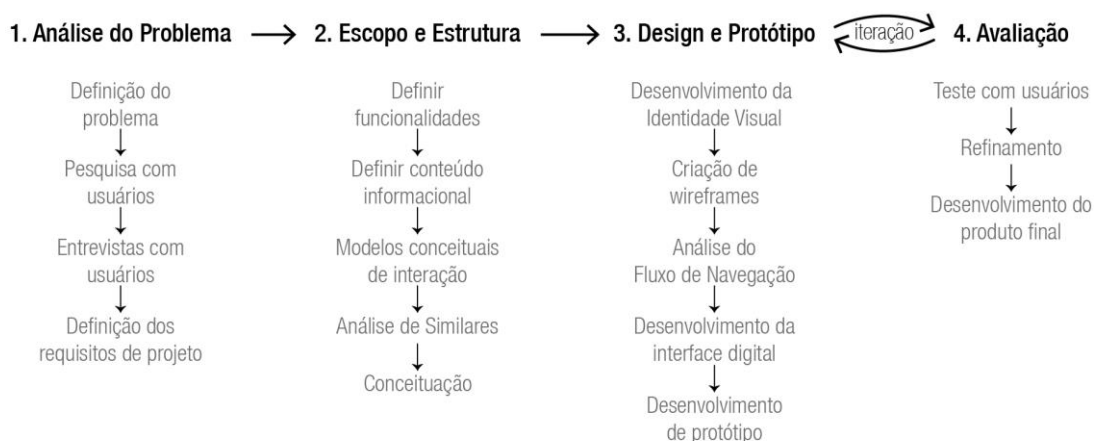 1. Análise do Problema
2. Escopo e Estrutura
3. Design e Protótipo
iteração
4. Avaliação
Definição do
problema
Pesquisa com
usuários
Entrevistas com
usuários
Definição dos
requisitos de projeto
Definir
funcionalidades
Definir conteúdo
informacional
Modelos conceituais
de interação
Análise de Similares
Conceituação
Desenvolvimento da
Identidade Visual
Criação de
wireframes
Análise do
Fluxo de Navegação
Desenvolvimento da
interface digital
Desenvolvimento
de protótipo
Teste com usuários
Refinamento
Desenvolvimento do
produto final